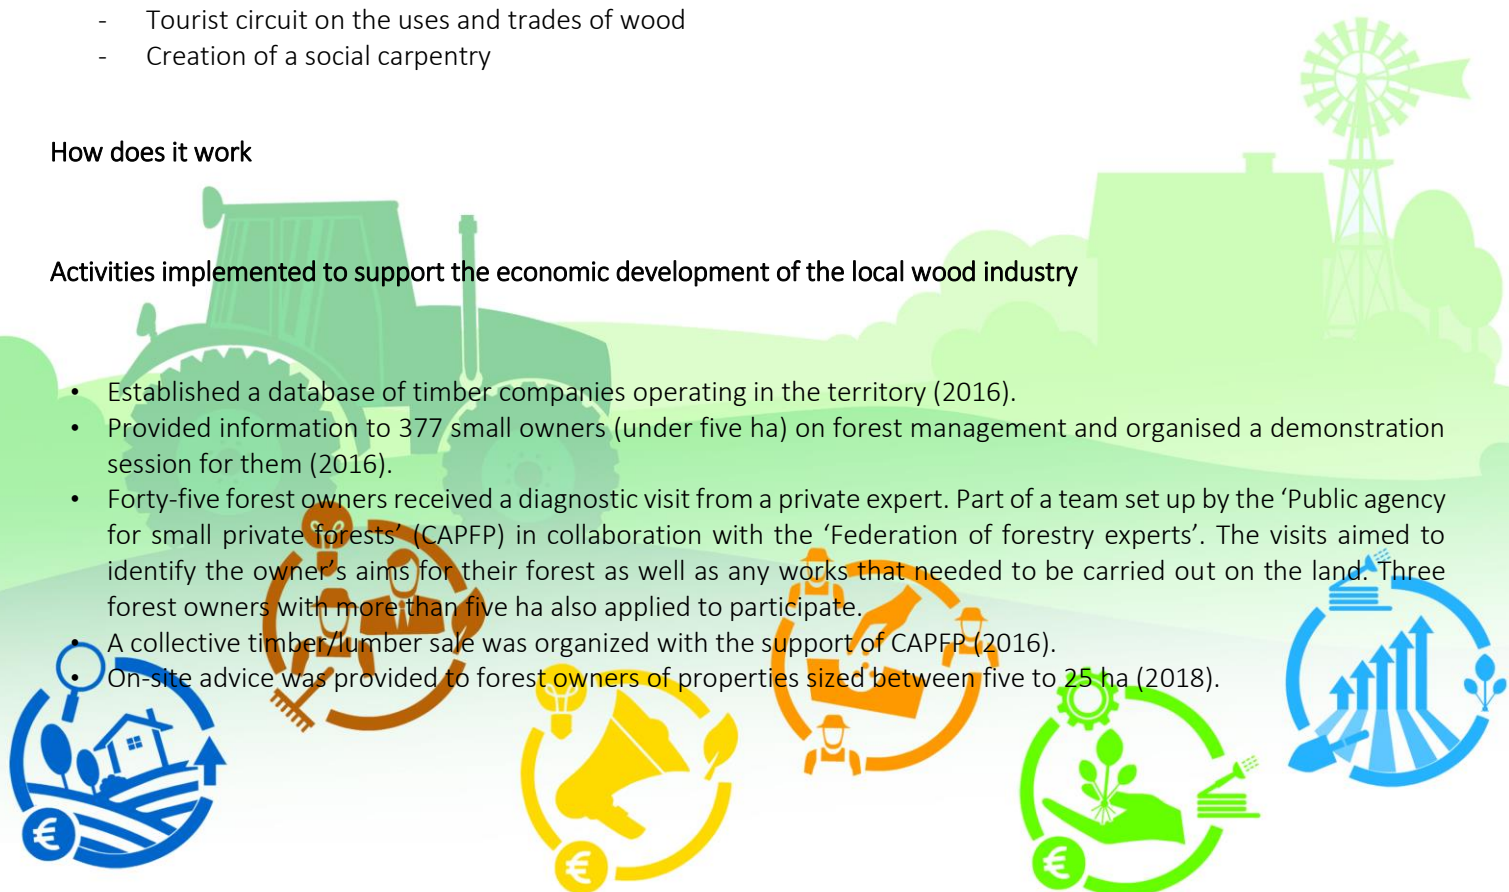 - Tourist circuit on the uses and trades of wood
- Creation of a social carpentry
How does it work
Activities implemented to support the economic development of the local wood industry
• Established a database of timber companies operating in the territory (2016).
• Provided information to 377 small owners (under five ha) on forest management and organised a demonstration
session for them (2016).
• Forty-five forest owners received a diagnostic visit from a private expert. Part of a team set up by the ‘Public agency
for small private forests’ (CAPFP) in collaboration with the ‘Federation of forestry experts’. The visits aimed to
identify the owner’s aims for their forest as well as any works that needed to be carried out on the land. Three
forest owners with more than five ha also applied to participate.
• A collective timber/lumber sale was organized with the support of CAPFP (2016).
• On-site advice was provided to forest owners of properties sized between five to 25 ha (2018).
€
€
€